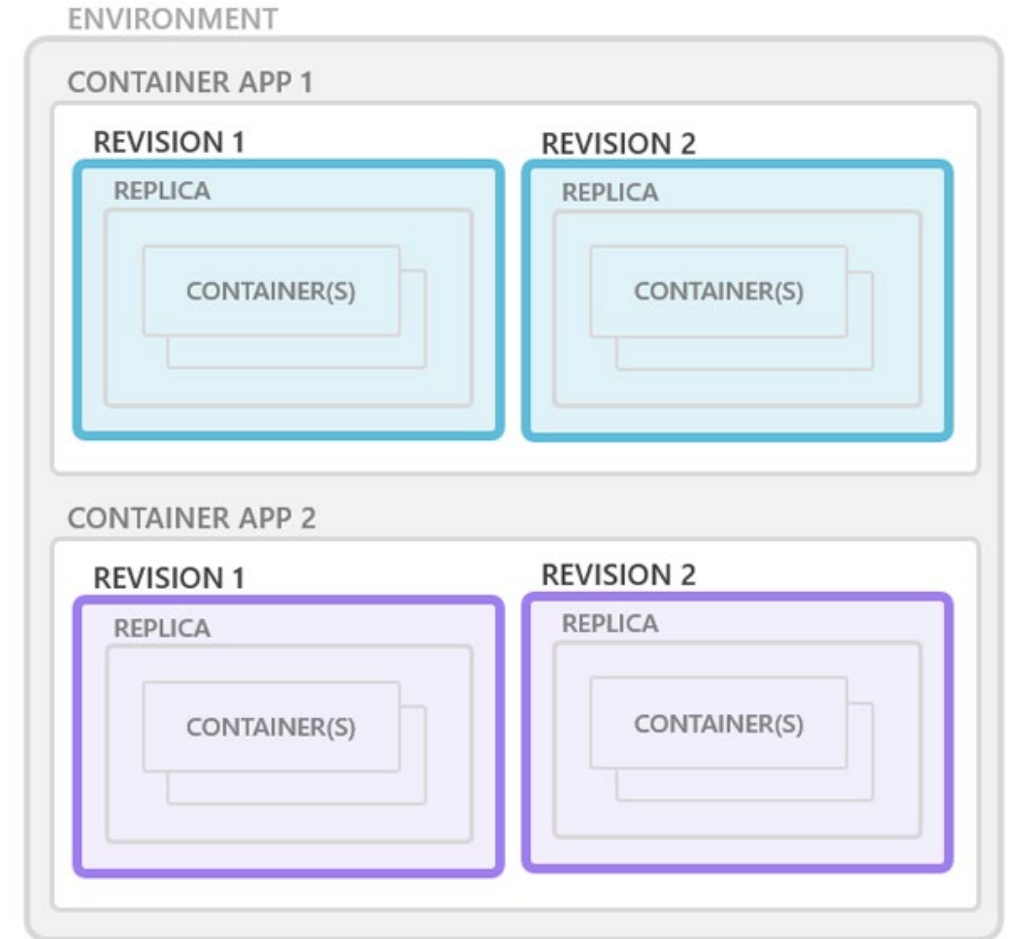 ENVIRONMENT
CONTAINER APP 1
REVISION 1
REPLICA
CONTAINER(S)
REVISION 2
REPLICA
CONTAINER(S)
CONTAINER APP 2
REVISION 1
REPLICA
CONTAINER(S)
REVISION 2
REPLICA
CONTAINER(S)